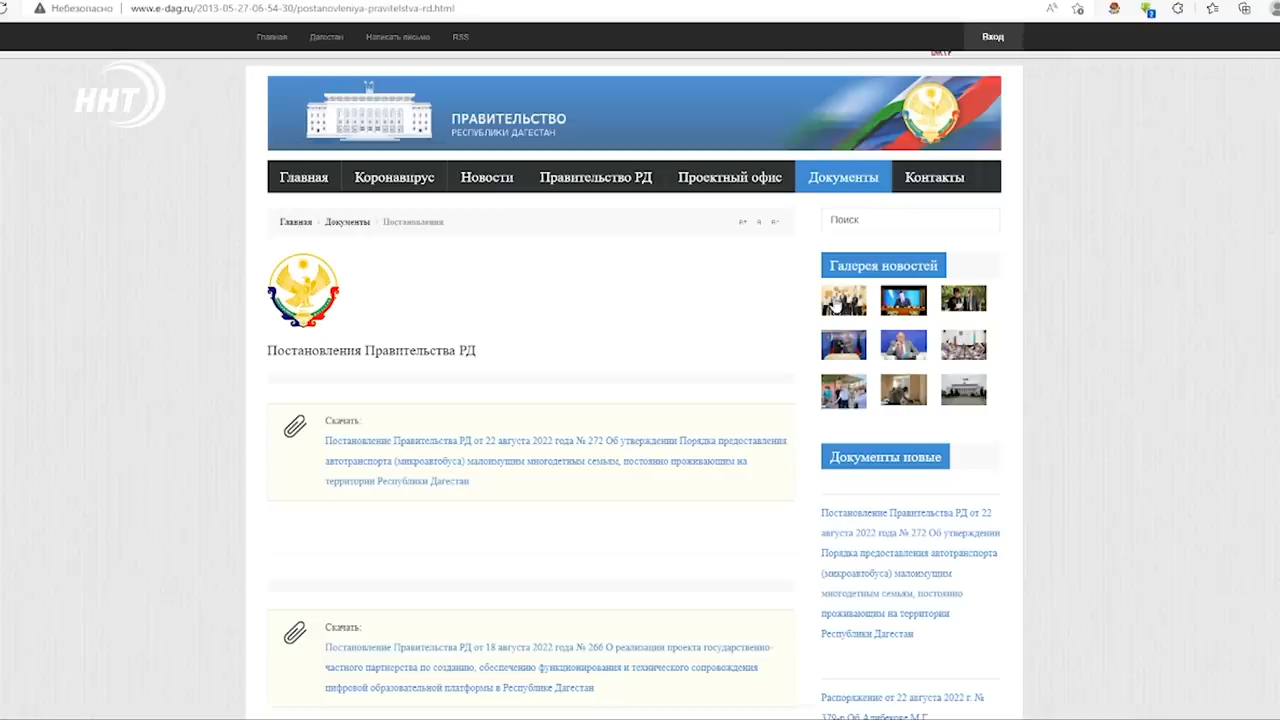 Небезопасно
www.e-dag.ru/2013-05-27-06-54-30/postanovleniya-pravitelstva-rd.html
Главная
Дагестан
Написать письмо
RSS
Вход
ННТ
ПРАВИТЕЛЬСТВО
РЕСПУБЛИКИ ДАГЕСТАН
Главная
Коронавирус
Новости
Правительство РД
Проектный офис
Документы
Контакты
Главная
Документы
Постановления
Поиск
Постановления Правительства РД
Скачать:
Постановление Правительства РД от 22 августа 2022 года № 272 Об утверждении Порядка предоставления
автотранспорта (микроавтобуса) малоимущим многодетным семьям, постоянно проживающим на
территории Республики Дагестан
Скачать:
Постановление Правительства РД от 18 августа 2022 года № 266 О реализации проекта государственно-
частного партнерства по созданию, обеспечению функционирования и технического сопровождения
цифровой образовательной платформы в Республике Дагестан
Галерея новостей
Документы новые
Постановление Правительства РД от 22
августа 2022 года № 272 Об утверждении
Порядка предоставления автотранспорта
(микроавтобуса) малоимущим
многодетным семьям, постоянно
проживающим на территории
Республики Дагестан
Распоряжение от 22 августа 2022 г. №
379-р Об Алибекове М.Г.